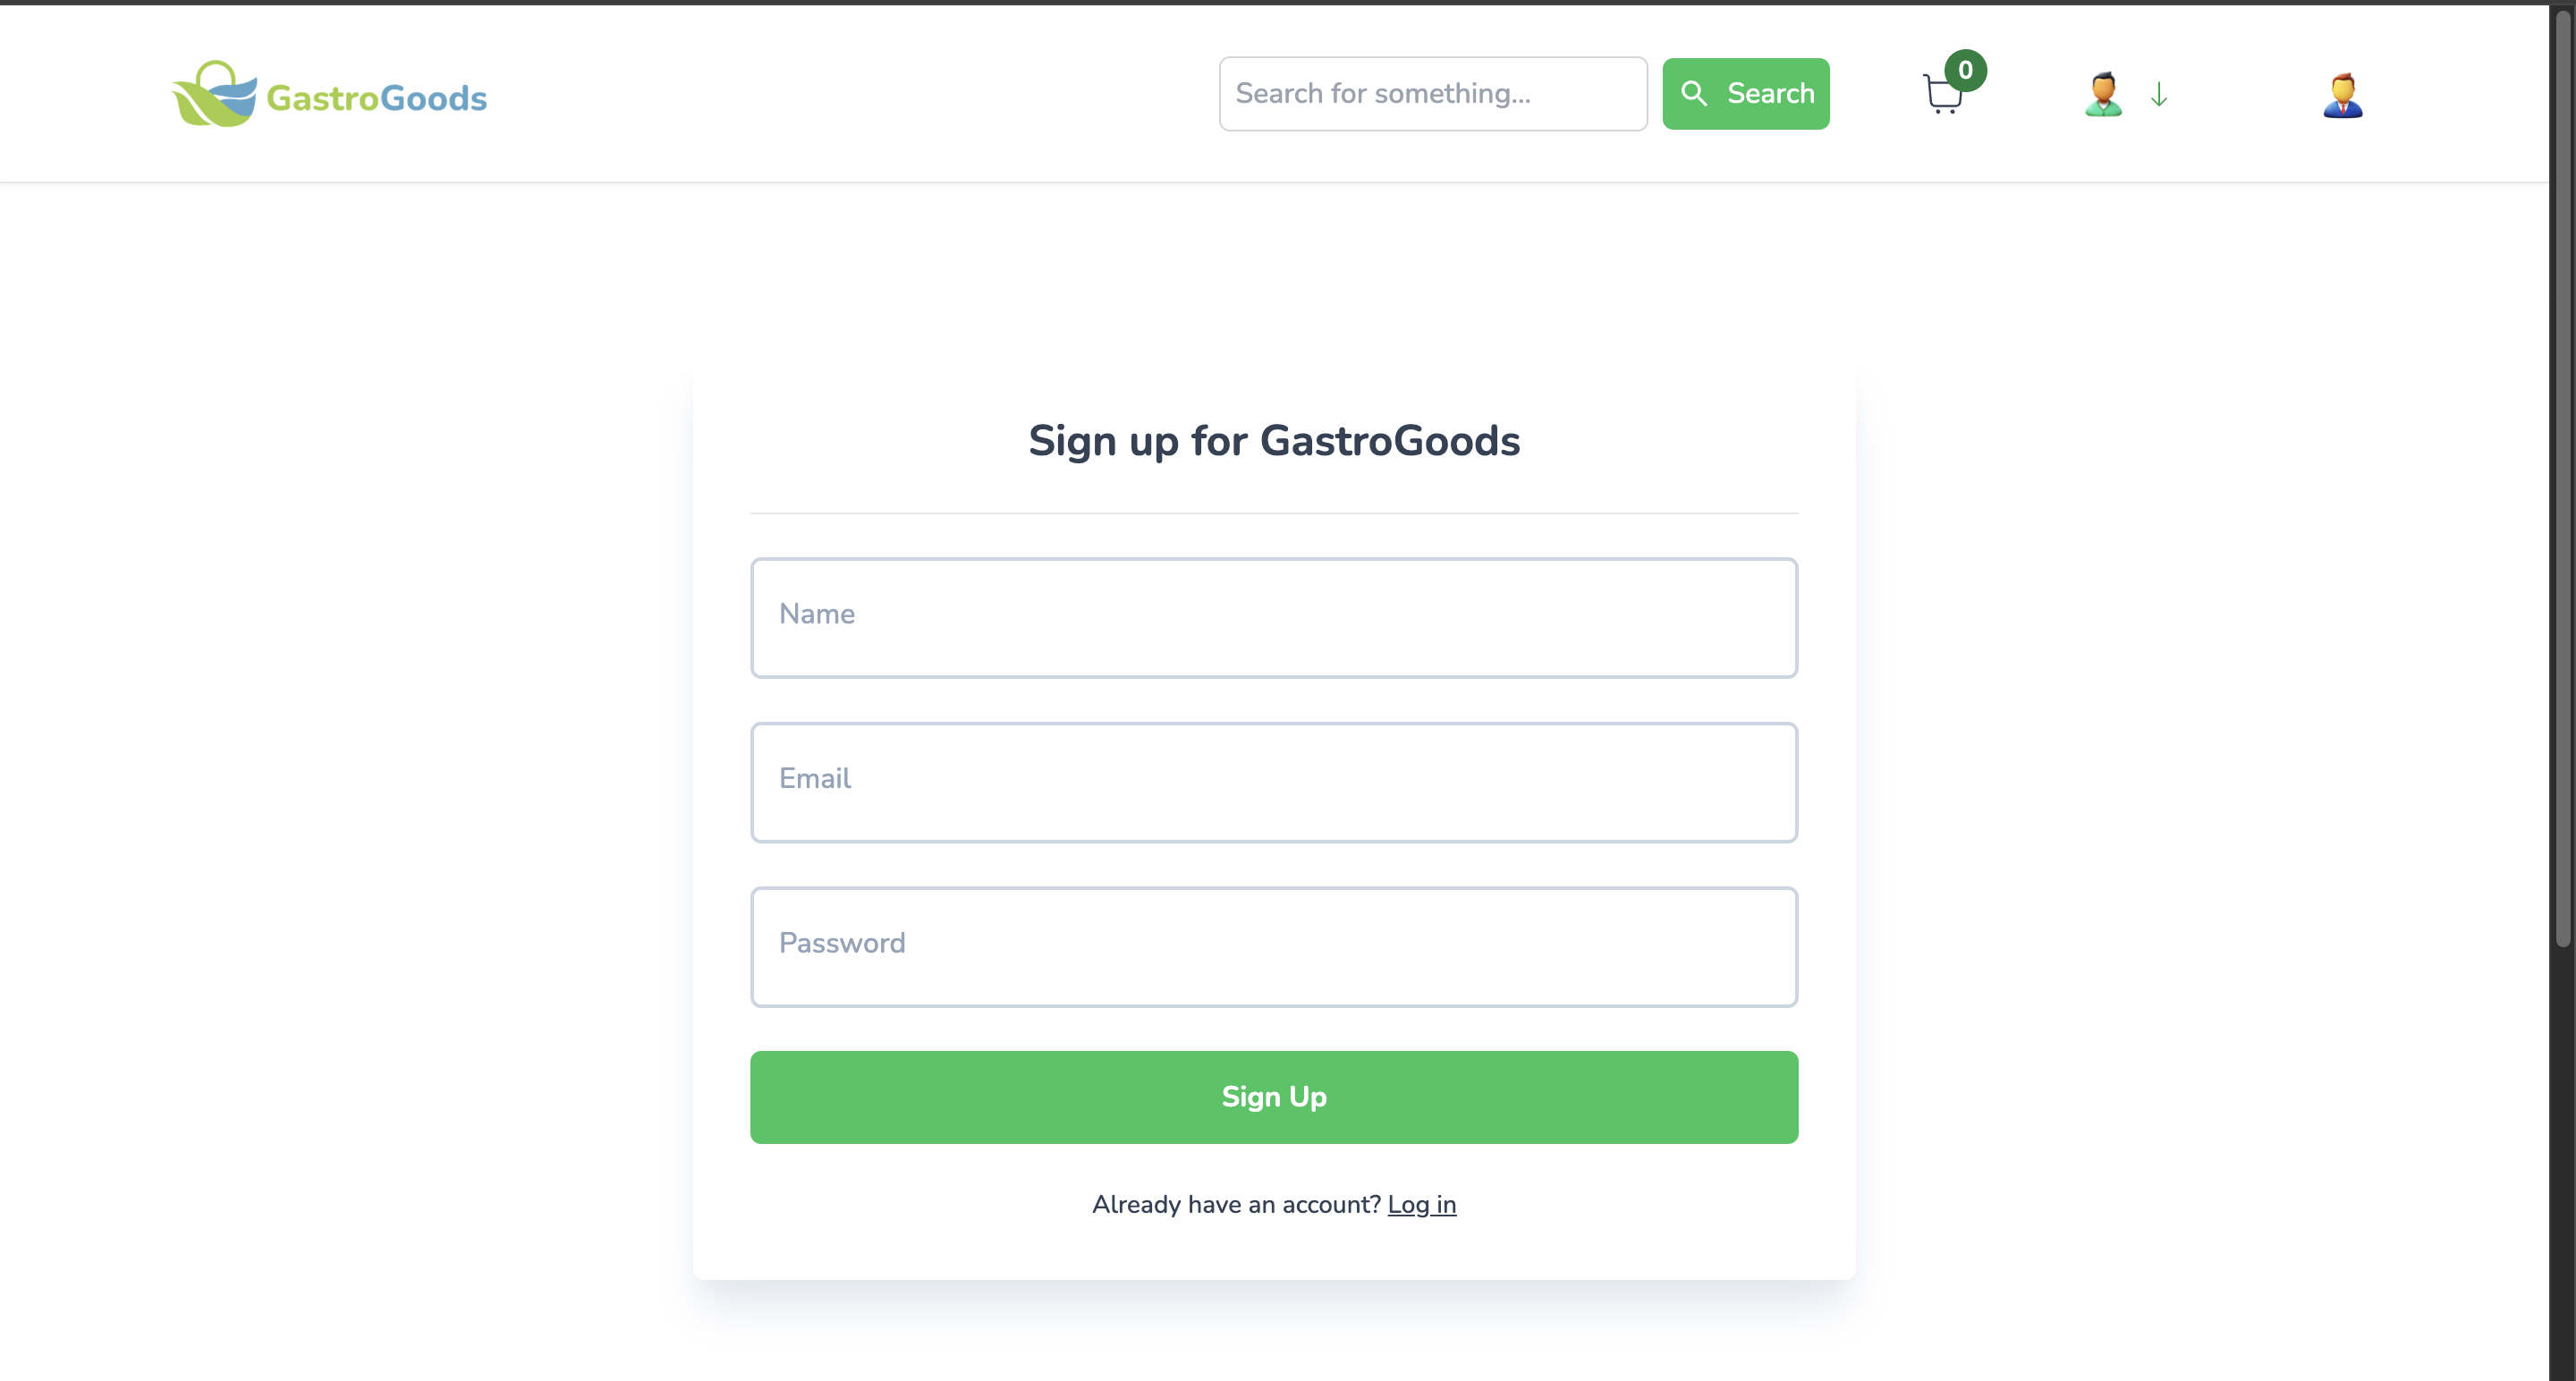 GastroGoods
Search for something...
Search
0
Sign up for GastroGoods
Name
Email
Password
Sign Up
Already have an account? Log in